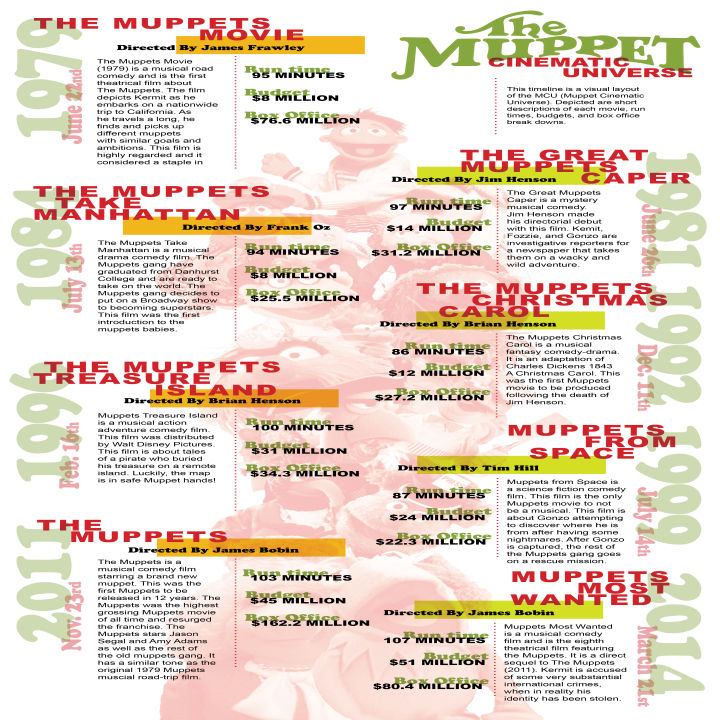 The
MUPPET
CINEMATIC
UNIVERSE
This timeline is a visual layout
of the MCU (Muppet Cinematic
Universe). Depicted are short
descriptions of each movie, run
times, budgets, and box office
break downs.
1979
June 22nd
THE MUPPETS
MOVIE
Directed By James Frawley
The Muppets Movie
(1979) is a musical road
comedy and is the first
theatrical film about
The Muppets. The film
depicts Kermit as he
embarks on a nationwide
trip to California. As
he travels a long, he
finds and picks up
different muppets
with similar goals and
ambitions. This film is
highly regarded and it
considered a staple in
Run time
95 MINUTES
Budget
$8 MILLION
Box Office
$76.6 MILLION
1981
June 26th
THE GREAT
MUPPETS
CAPER
Directed By Jim Henson
Run time
97 MINUTES
Budget
$14 MILLION
Box Office
$31.2 MILLION
The Great Muppets
Caper is a mystery
musical comedy.
Jim Henson made
his directorial debut
with this film. Kemit,
Fozzie, and Gonzo are
investigative reporters for
a newspaper that takes
them on a wacky and
wild adventure.
1984
July 13th
THE MUPPETS
TAKE
MANHATTAN
Directed By Frank Oz
The Muppets Take
Manhattan is a musical
drama comedy film. The
Muppets gang have
graduated from Danhurst
College and are ready to
take on the world. The
Muppets gang decides to
put on a Broadway show
to becoming superstars.
This film was the first
introduction to the
muppets babies.
Run time
94 MINUTES
Budget
$8 MILLION
Box Office
$25.5 MILLION
1992
Dec. 11th
THE MUPPETS
CHRISTMAS
CAROL
Directed By Brian Henson
Run time
86 MINUTES
Budget
$12 MILLION
Box Office
$27.2 MILLION
The Muppets Christmas
Carol is a musical
fantasy comedy-drama.
It is an adaptation of
Charles Dickens 1843
A Christmas Carol. This
was the first Muppets
movie to be produced
following the death of
Jim Henson.
1996
Feb 16th
THE MUPPETS
TREASURE
ISLAND
Directed By Brian Henson
Muppets Treasure Island
is a musical action
adventure comedy film.
This film was distributed
by Walt Disney Pictures.
This film is about tales
of a pirate who buried
his treasure on a remote
island. Luckily, the map
is in safe Muppet hands!
Run time
100 MINUTES
Budget
$31 MILLION
Box Office
$34.3 MILLION
1999
July 14th
MUPPETS
FROM
SPACE
Directed By Tim Hill
Run time
87 MINUTES
Budget
$24 MILLION
Box Office
$22.3 MILLION
Muppets from Space is
a science fiction comedy
film. This film is the only
Muppets movie to not
be a musical. This film is
about Gonzo attempting
to discover where he is
from after having some
nightmares. After Gonzo
is captured, the rest of
the Muppets gang goes
on a rescue mission.
2011
Nov. 23rd
THE
MUPPETS
Directed By James Bobin
The Muppets is a
musical comedy film
starring a brand new
muppet. This was the
first Muppets to be
released in 12 years. The
Muppets was the highest
grossing Muppets movie
of all time and resurged
the franchise. The
Muppets stars Jason
Segal and Amy Adams
as well as the rest of
the old muppets gang. It
has a similar tone as the
original 1979 Muppets
muscial road-trip film.
Run time
103 MINUTES
Budget
$45 MILLION
Box Office
$162.2 MILLION
2014
March 21st
MUPPETS
MOST
WANTED
Directed By James Bobin
Run time
107 MINUTES
Budget
$51 MILLION
Box Office
$80.4 MILLION
Muppets Most Wanted
is a musical comedy
film and is the eighth
theatrical film featuring
the Muppets. It is a direct
sequel to The Muppets
(2011). Kermit is accused
of some very substantial
international crimes,
when in reality his
identity has been stolen.